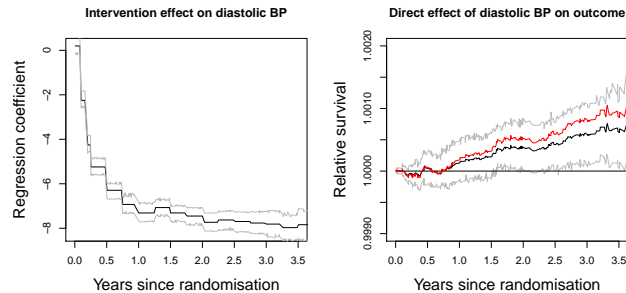 Intervention effect on diastolic BP
Regression coefficient
0
-2
-4
-6
-8
0.0 0.5 1.0 1.5 2.0 2.5 3.0 3.5
Years since randomisation
Direct effect of diastolic BP on outcome
Relative survival
1.0020
1.0010
1.0000
0.9990
0.0 0.5 1.0 1.5 2.0 2.5 3.0 3.5
Years since randomisation